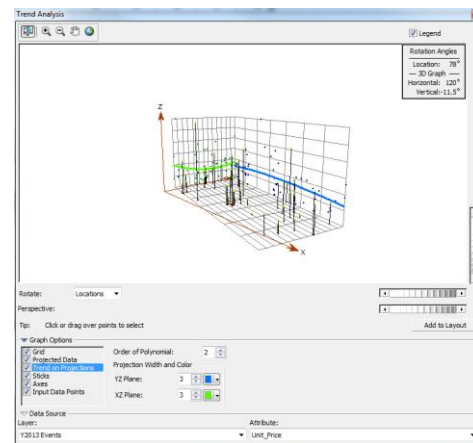 Trend Analysis
Legend
Rotation Angles
Location: 78°
3D Graph
Horizontal: 120°
Vertical:-11.5°
Z
X
Rotate: Locations
Perspective:
Tip: Click or drag over points to select
Add to Layout
Graph Options
Grid
Projected Data
Trend on Projections
Sticks
Axes
Input Data Points
Order of Polynomial: 2
Projection Width and Color
YZ Plane: 3
XZ Plane: 3
Data Source
Layer: Attribute:
Y2013 Events Unit_Price